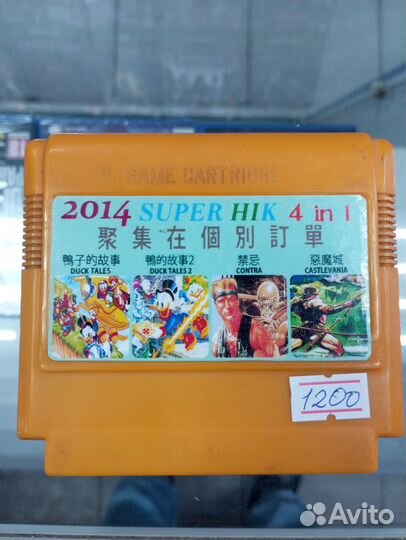 T.V. GAME CARTRIDGE
2014 SUPER HIK 4 in 1
聚集在個別訂單
鴨子的故事 鴨的故事2 禁忌 惡魔城
DUCK TALES DUCK TALES 2 CONTRA CASTLEVANIA
1200
Avito